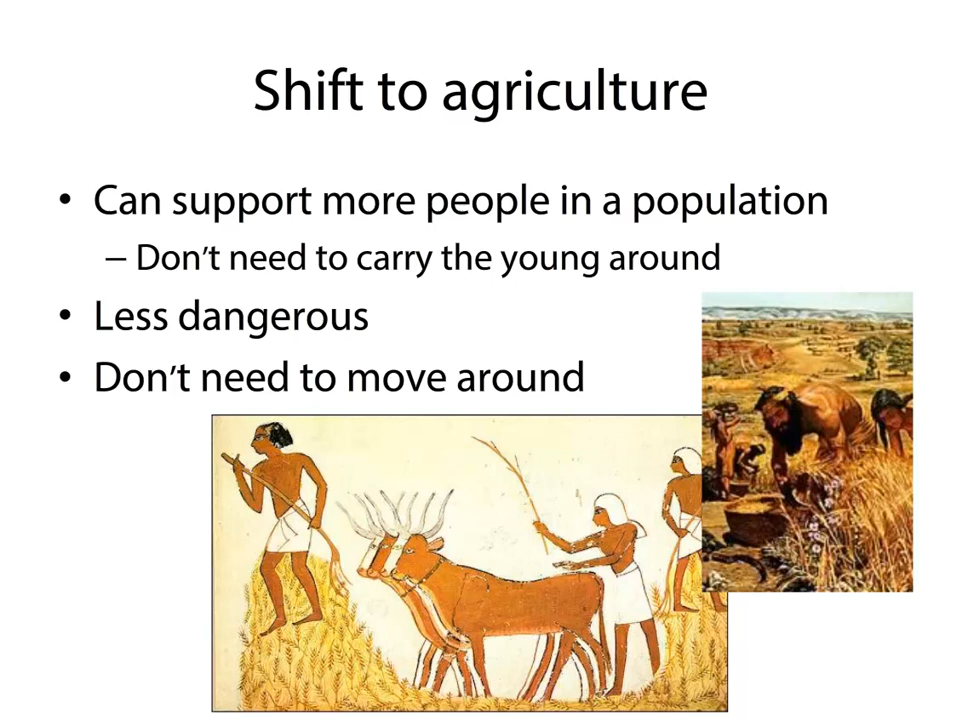 Shift to agriculture
• Can support more people in a population
– Don’t need to carry the young around
• Less dangerous
• Don’t need to move around